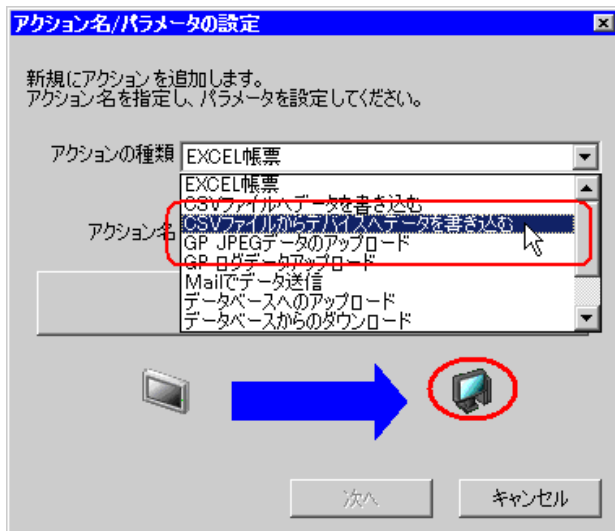 アクション名/パラメータの設定
新規にアクションを追加します。
アクション名を指定し、パラメータを設定してください。
アクションの種類 EXCEL帳票
EXCEL帳票
CSVファイルへデータを書き込む
アクション名 CSVファイルからデバイスへデータを書き込む
GP JPEGデータのアップロード
GP ログデータアップロード
Mailでデータ送信
データベースへのアップロード
データベースからのダウンロード
次へ キャンセル